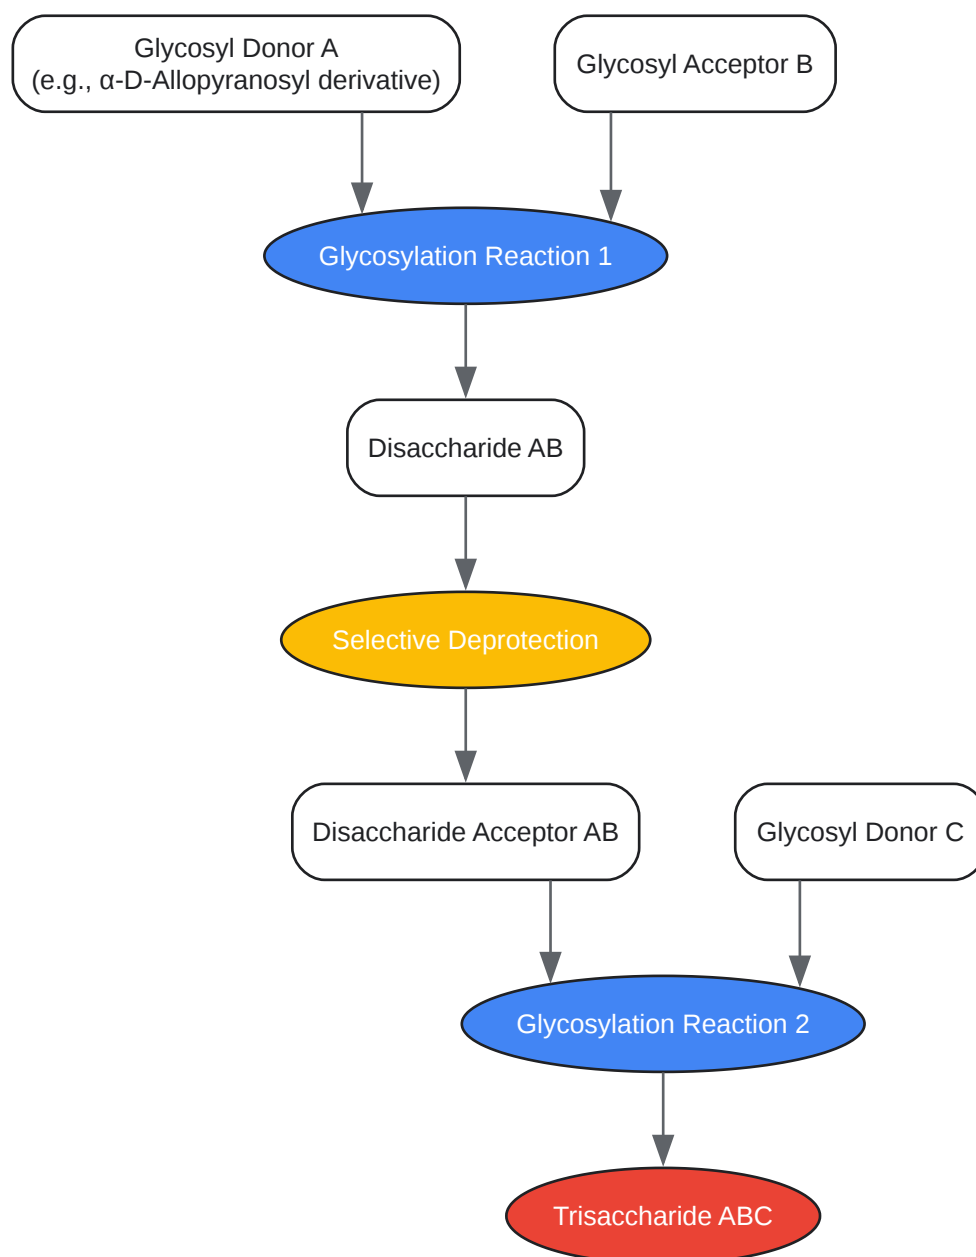 Glycosyl Donor A
(e.g., α-D-Allopyranosyl derivative)
Glycosyl Acceptor B
Glycosylation Reaction 1
Disaccharide AB
Selective Deprotection
Disaccharide Acceptor AB
Glycosyl Donor C
Glycosylation Reaction 2
Trisaccharide ABC